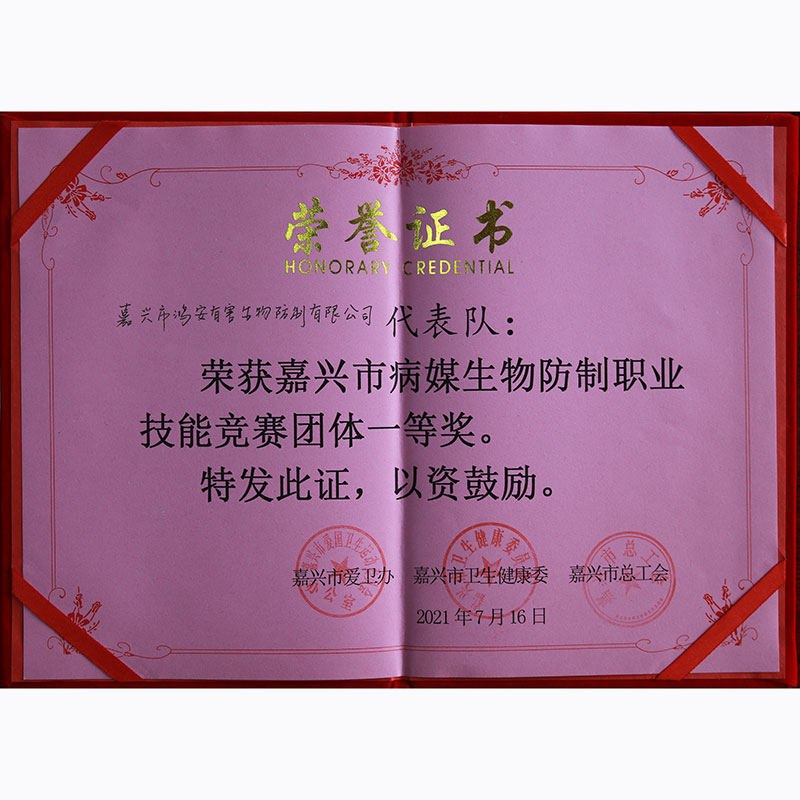 荣誉证书
HONORARY CREDENTIAL
嘉兴市鸿安有害生物防制有限公司 代表队：
荣获嘉兴市病媒生物防制职业
技能竞赛团体一等奖。
特发此证，以资鼓励。
嘉兴市爱卫办 嘉兴市卫生健康委 嘉兴市总工会
2021年7月16日